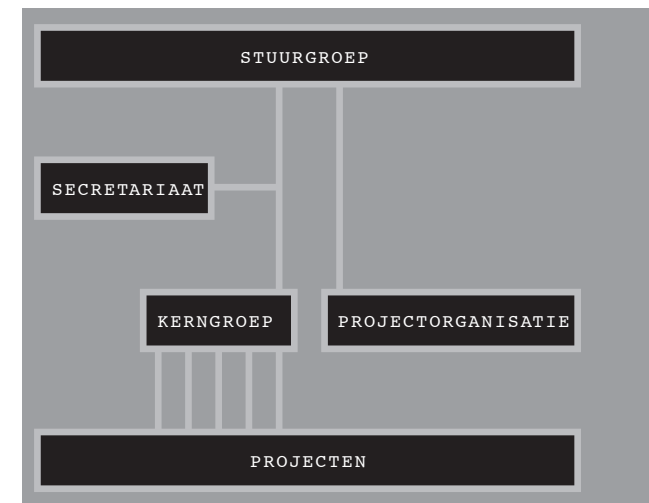 STUURGROEP
SECRETARIAAT
KERNGROEP
PROJECTORGANISATIE
PROJECTEN